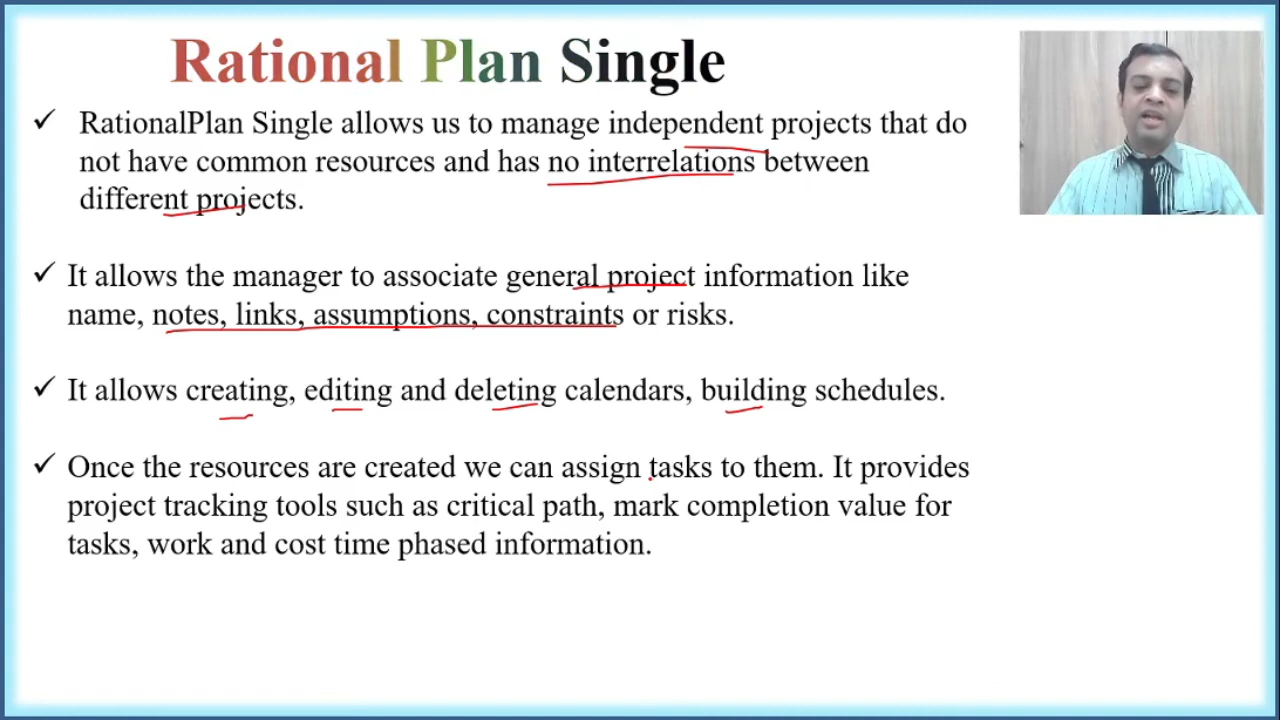 Rational Plan Single
✓ RationalPlan Single allows us to manage independent projects that do
not have common resources and has no interrelations between
different projects.
✓ It allows the manager to associate general project information like
name, notes, links, assumptions, constraints or risks.
✓ It allows creating, editing and deleting calendars, building schedules.
✓ Once the resources are created we can assign tasks to them. It provides
project tracking tools such as critical path, mark completion value for
tasks, work and cost time phased information.